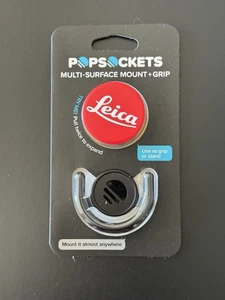 POPSOCKETS
MULTI-SURFACE MOUNT+GRIP
TRY ME! Pull twice to expand
Leica
Use as grip
or stand
Mount it almost anywhere